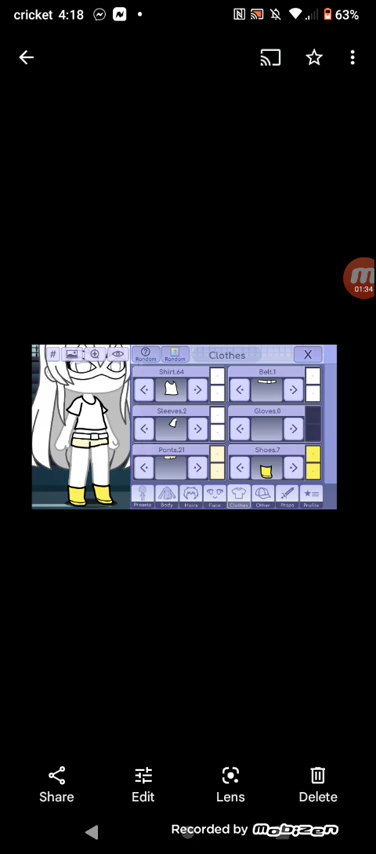 cricket 4:18 63%
01:34
# Random Random Clothes X
Shirt.64 Belt.1
Sleeves.2 Gloves.0
Pants.21 Shoes.7
Presets Body Hairs Face Clothes Other Props Profile
Share Edit Lens Delete
Recorded by MOBIZEN